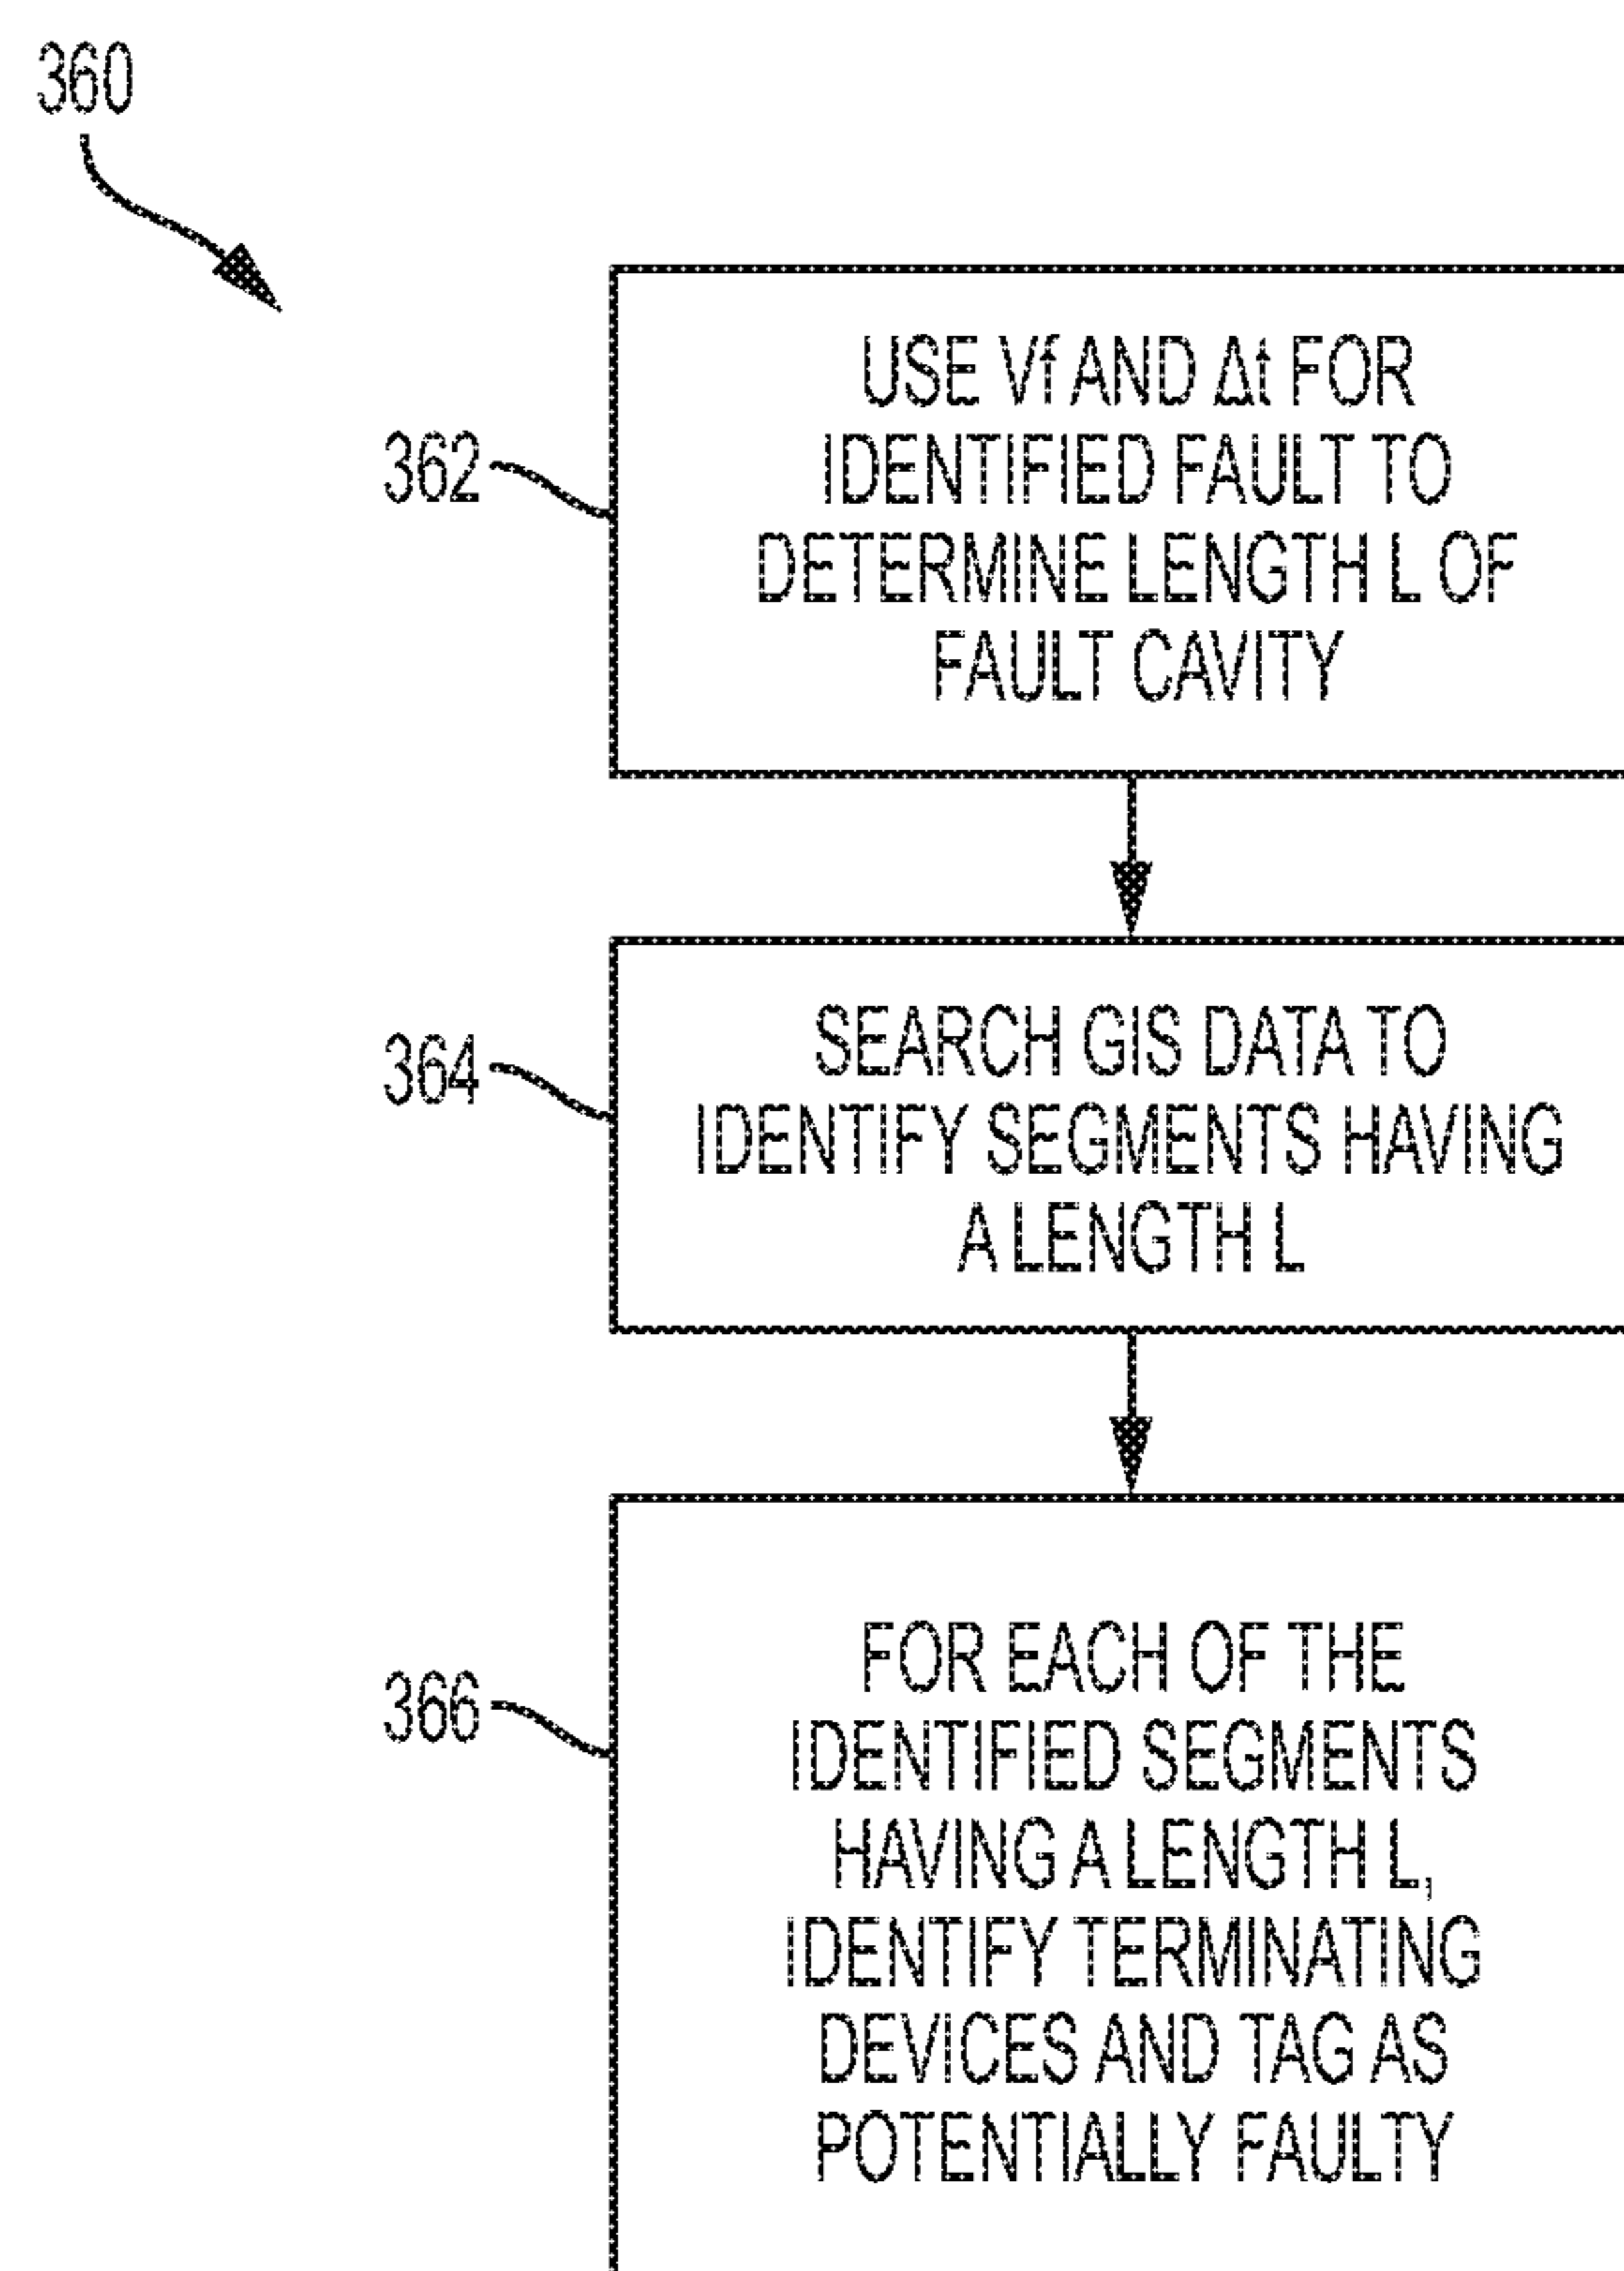 360
362
USE Vf AND Δt FOR
IDENTIFIED FAULT TO
DETERMINE LENGTH L OF
FAULT CAVITY
364
SEARCH GIS DATA TO
IDENTIFY SEGMENTS HAVING
A LENGTH L
366
FOR EACH OF THE
IDENTIFIED SEGMENTS
HAVING A LENGTH L,
IDENTIFY TERMINATING
DEVICES AND TAG AS
POTENTIALLY FAULTY